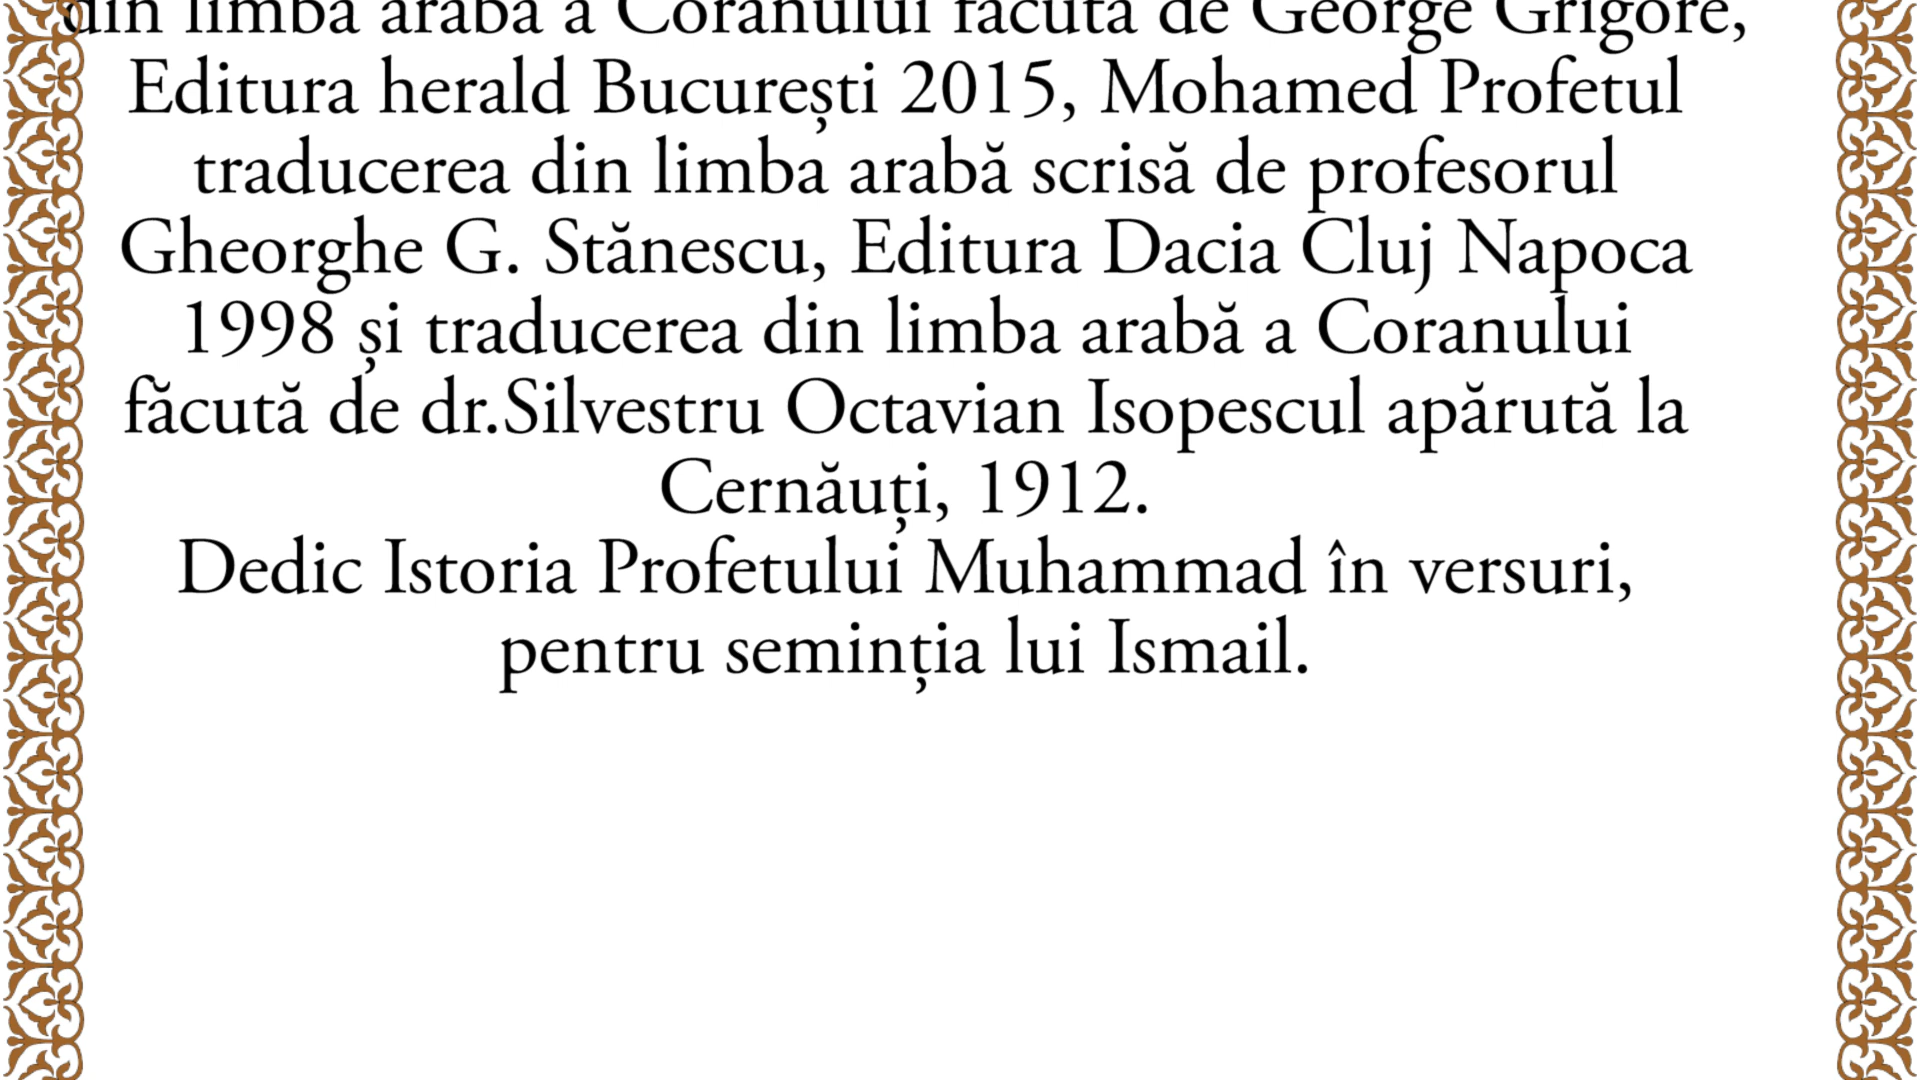 din limba arabă a Coranului făcută de George Grigore,
Editura herald București 2015, Mohamed Profetul
traducerea din limba arabă scrisă de profesorul
Gheorghe G. Stănescu, Editura Dacia Cluj Napoca
1998 și traducerea din limba arabă a Coranului
făcută de dr.Silvestru Octavian Isopescul apărută la
Cernăuți, 1912.
Dedic Istoria Profetului Muhammad în versuri,
pentru seminția lui Ismail.